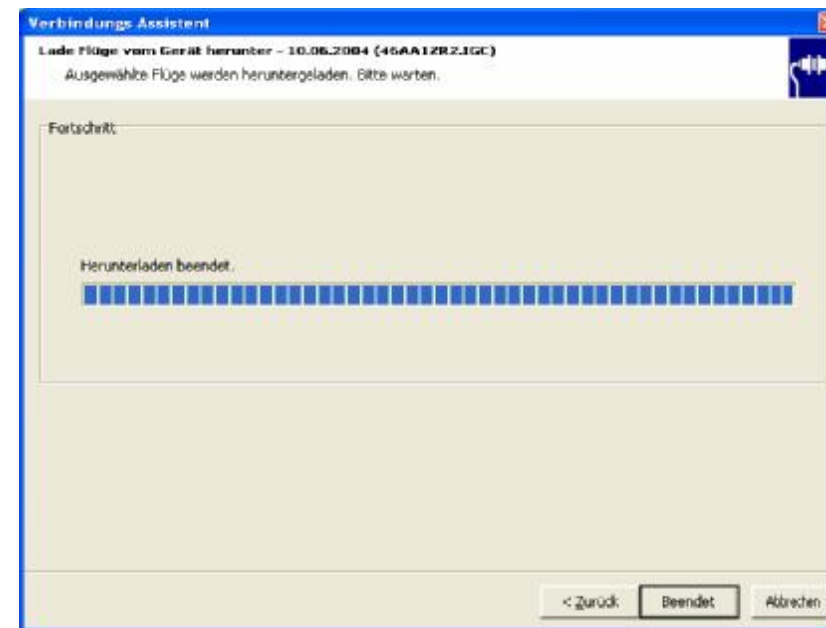 Verbindungs Assistent
Lade Flüge vom Gerät herunter - 10.06.2004 (46AA1ZR2.IGC)
Ausgewählte Flüge werden heruntergeladen. Bitte warten.
Fortschritt
Herunterladen beendet.
< Zurück Beendet Abbrechen